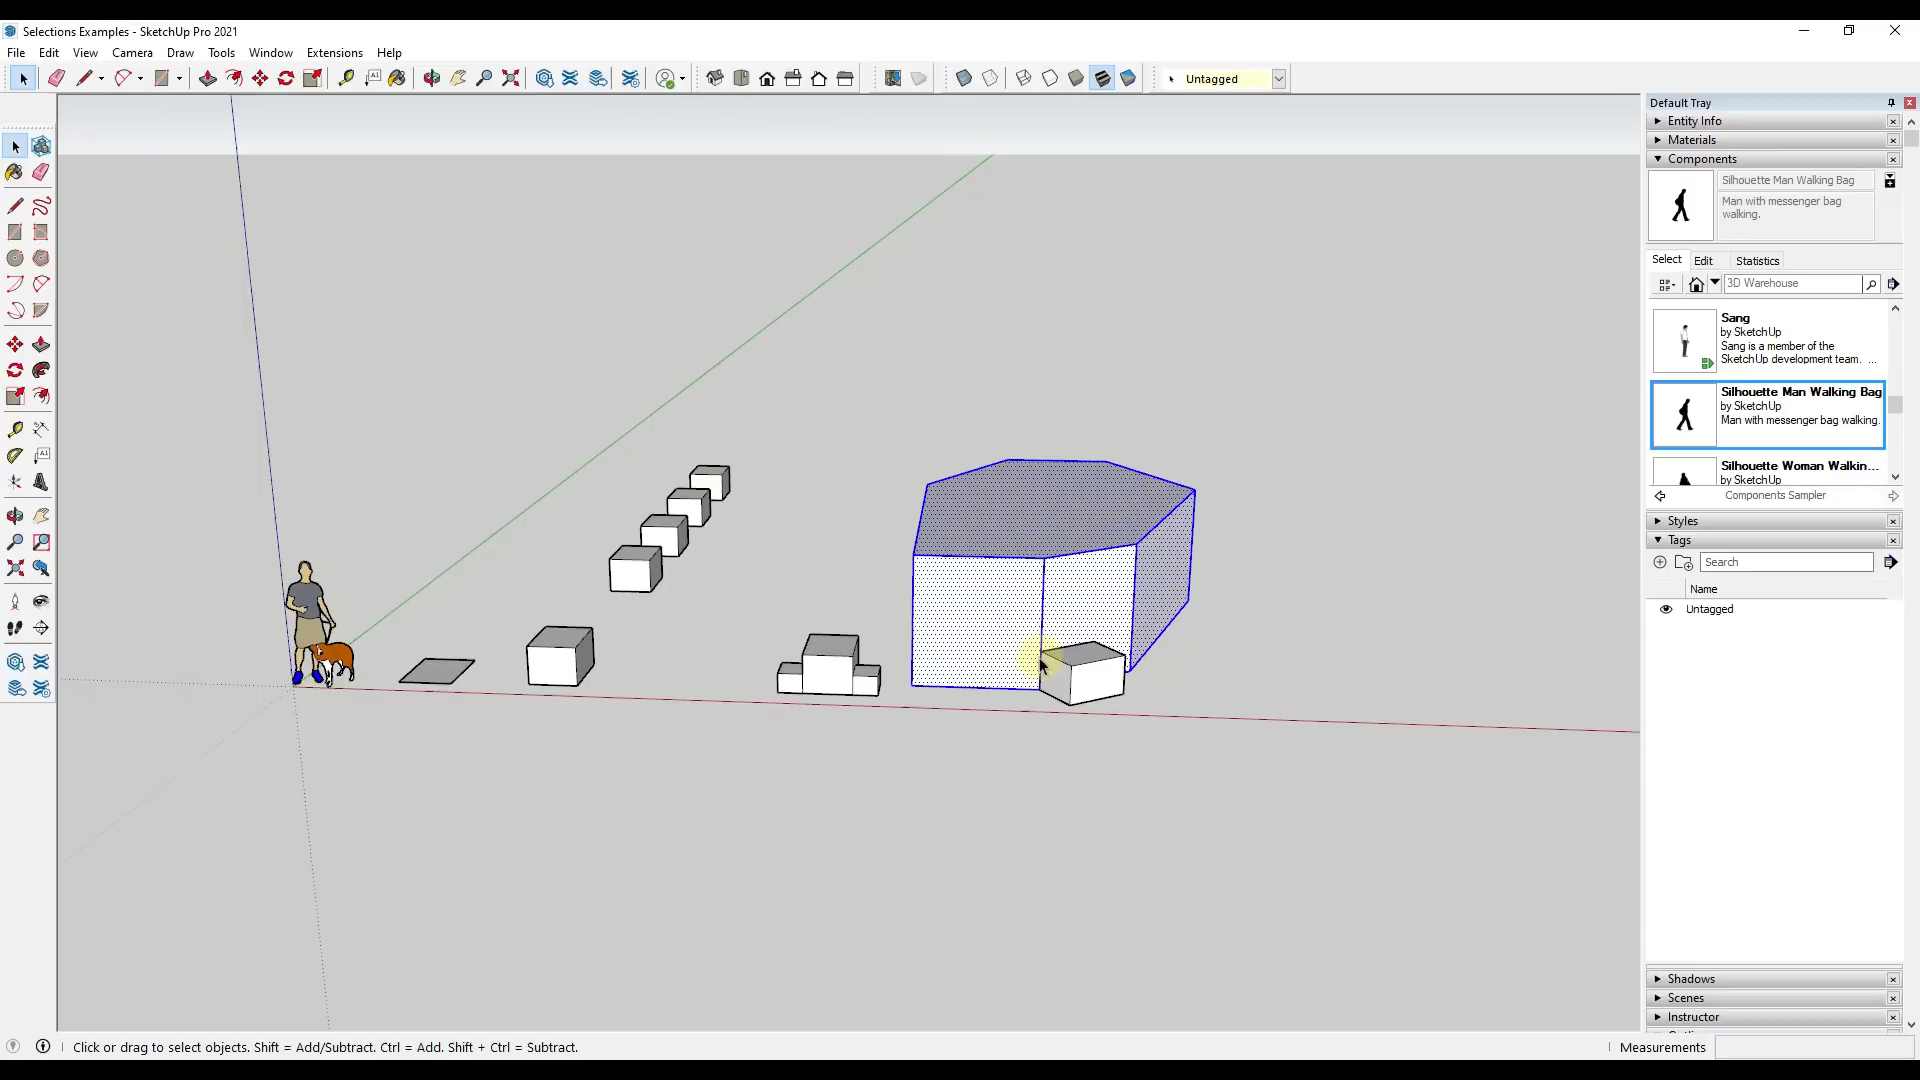 Selections Examples - SketchUp Pro 2021
File Edit View Camera Draw Tools Window Extensions Help
Untagged
Default Tray
Entity Info
Materials
Components
Silhouette Man Walking Bag
Man with messenger bag
walking.
Select Edit Statistics
3D Warehouse
Sang
by SketchUp
Sang is a member of the
SketchUp development team. ...
Silhouette Man Walking Bag
by SketchUp
Man with messenger bag walking.
Silhouette Woman Walkin...
by SketchUp
Components Sampler
Styles
Tags
Search
Name
Untagged
Shadows
Scenes
Instructor
Click or drag to select objects. Shift = Add/Subtract. Ctrl = Add. Shift + Ctrl = Subtract.
Measurements